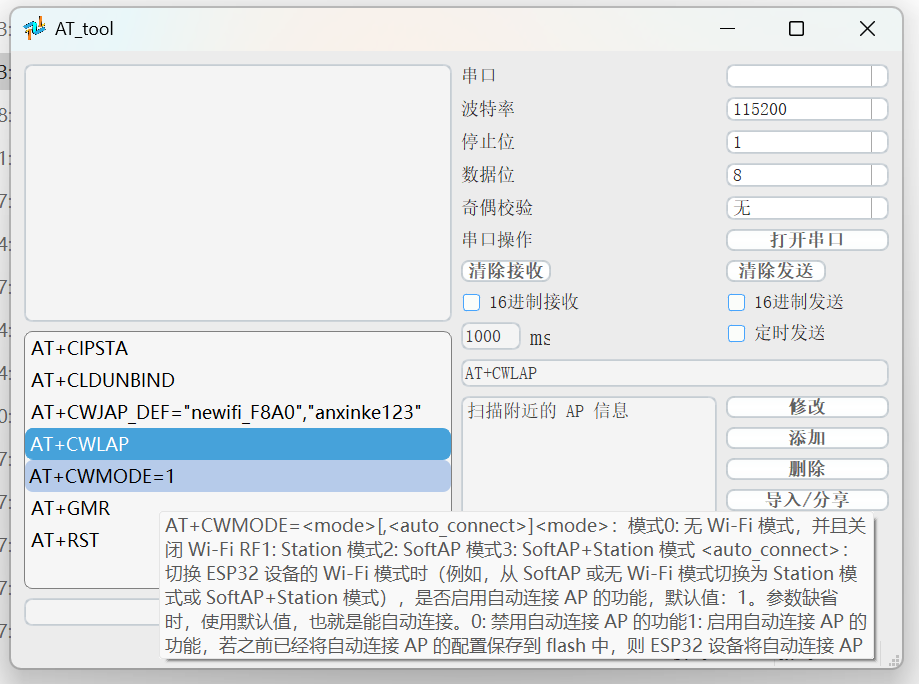 AT_tool
串口
波特率
115200
停止位
1
数据位
8
奇偶校验
无
串口操作
打开串口
清除接收
清除发送
16进制接收
16进制发送
1000 ms
定时发送
AT+CIPSTA
AT+CLDUNBIND
AT+CWJAP_DEF="newifi_F8A0","anxinke123"
AT+CWLAP
AT+CWMODE=1
AT+GMR
AT+RST
AT+CWLAP
扫描附近的 AP 信息
修改
添加
删除
导入/分享
AT+CWMODE=<mode>[,<auto_connect>]<mode>：模式0: 无 Wi-Fi 模式，并且关
闭 Wi-Fi RF1: Station 模式2: SoftAP 模式3: SoftAP+Station 模式 <auto_connect>：
切换 ESP32 设备的 Wi-Fi 模式时（例如，从 SoftAP 或无 Wi-Fi 模式切换为 Station 模
式或 SoftAP+Station 模式），是否启用自动连接 AP 的功能，默认值：1。参数缺省
时，使用默认值，也就是能自动连接。0: 禁用自动连接 AP 的功能1: 启用自动连接 AP 的
功能，若之前已经将自动连接 AP 的配置保存到 flash 中，则 ESP32 设备将自动连接 AP